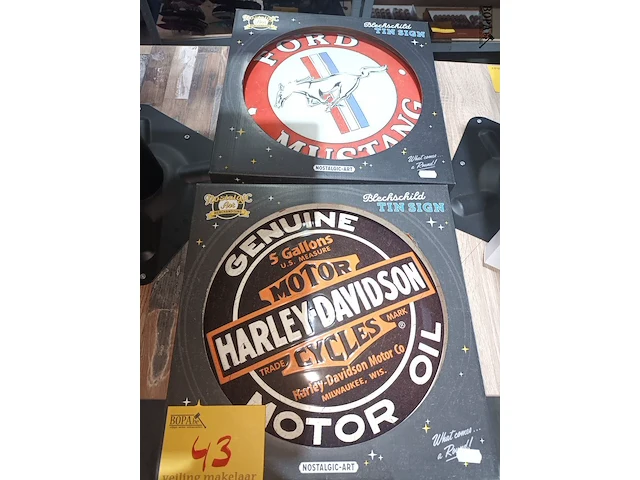 Blechschild
TIN SIGN
FORD
MUSTANG
What comes
a Round!
NOSTALGIC-ART
Blechschild
TIN SIGN
GENUINE
5 Gallons
U.S. MEASURE
MOTOR
HARLEY-DAVIDSON
®
TRADE MARK
CYCLES
Harley-Davidson Motor Co
MILWAUKEE, WIS.
MOTOR OIL
What comes...
a Round!
NOSTALGIC-ART
BOPA
43
veiling makelaar